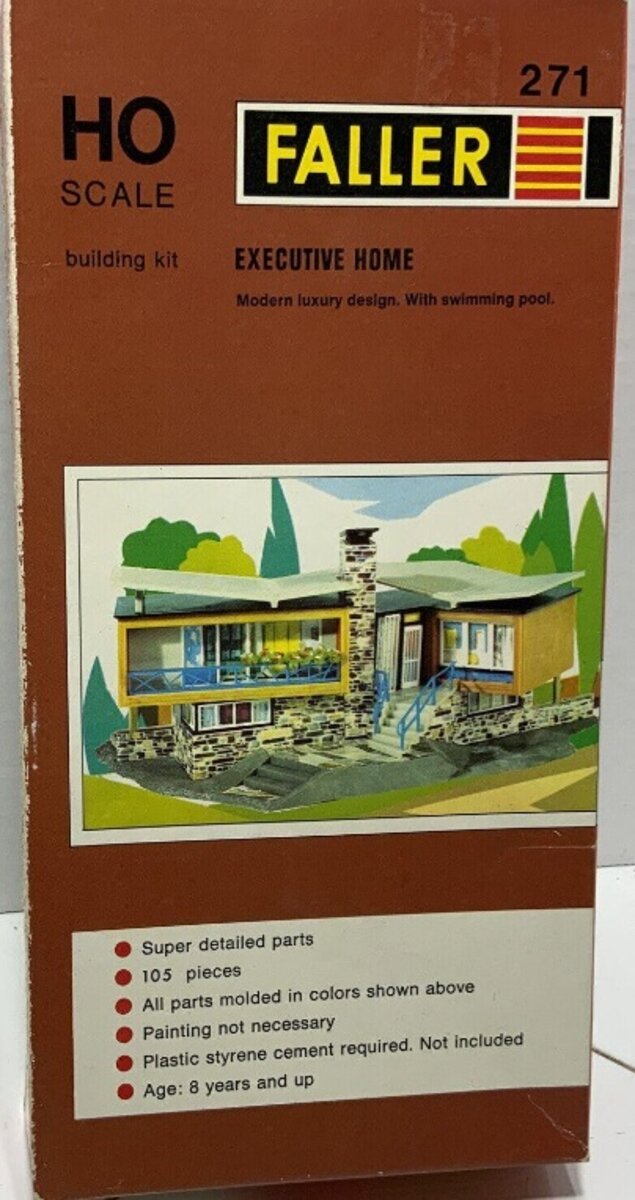 271
HO
SCALE
FALLER
building kit
EXECUTIVE HOME
Modern luxury design. With swimming pool.
Super detailed parts
105 pieces
All parts molded in colors shown above
Painting not necessary
Plastic styrene cement required. Not included
Age: 8 years and up